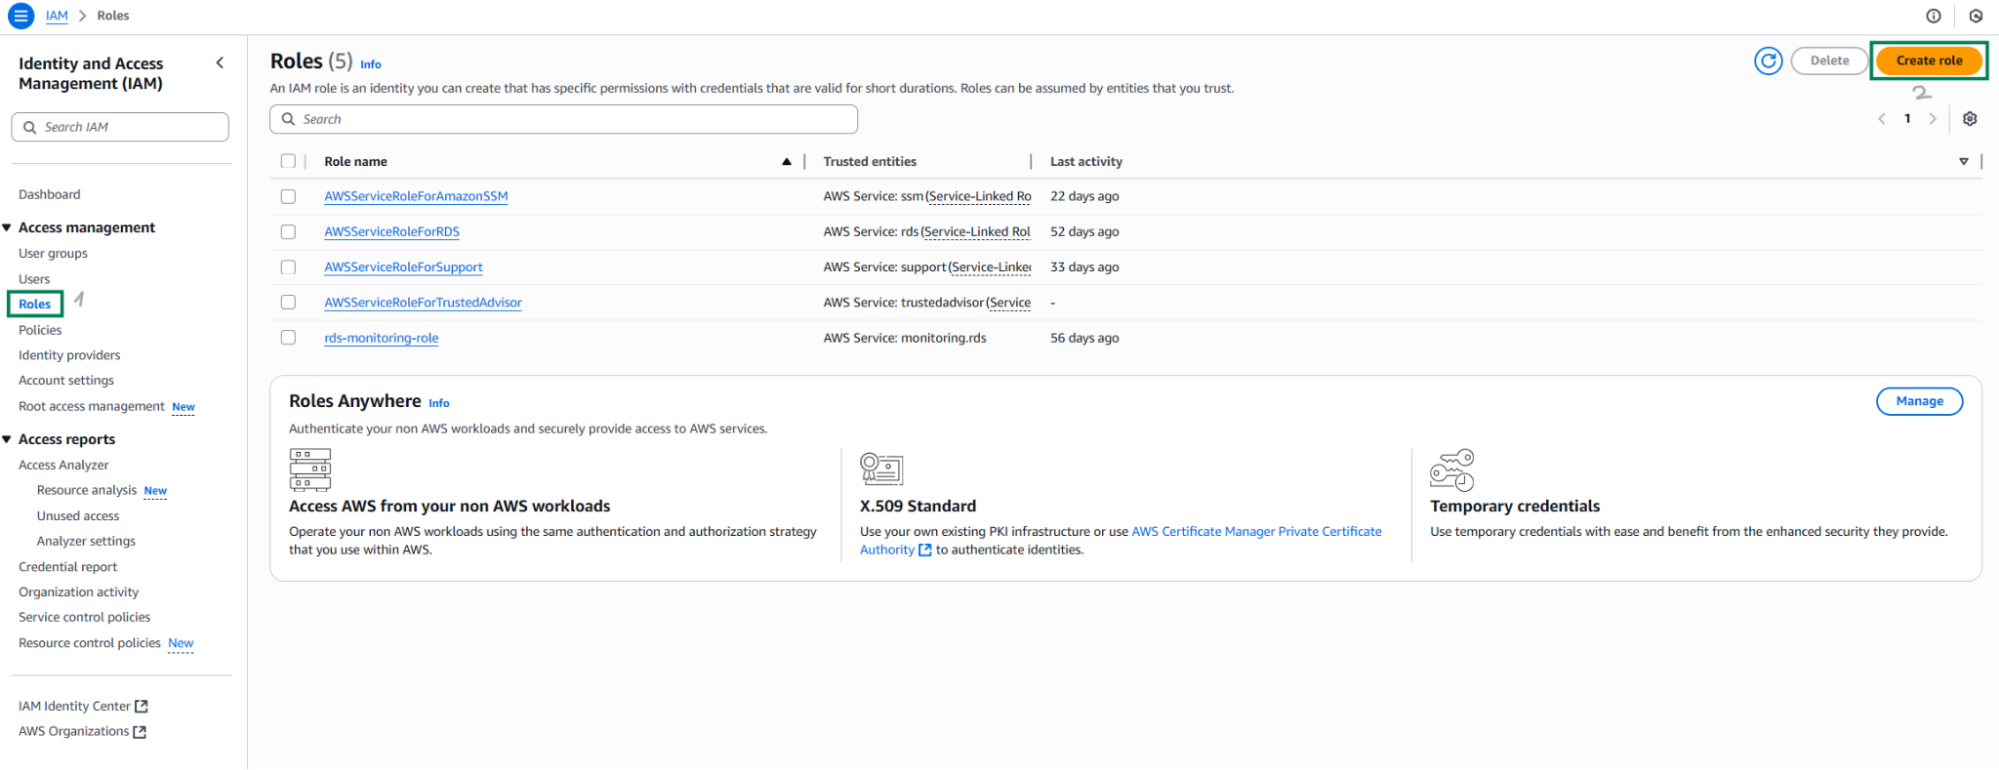 IAM > Roles
Identity and Access
Management (IAM)
Search IAM
Dashboard
Access management
User groups
Users
Roles 1
Policies
Identity providers
Account settings
Root access management New
Access reports
Access Analyzer
Resource analysis New
Unused access
Analyzer settings
Credential report
Organization activity
Service control policies
Resource control policies New
IAM Identity Center
AWS Organizations
Roles (5) Info
Delete
Create role
2
An IAM role is an identity you can create that has specific permissions with credentials that are valid for short durations. Roles can be assumed by entities that you trust.
Search
1
Role name Trusted entities Last activity
AWSServiceRoleForAmazonSSM AWS Service: ssm (Service-Linked Ro 22 days ago
AWSServiceRoleForRDS AWS Service: rds (Service-Linked Rol 52 days ago
AWSServiceRoleForSupport AWS Service: support (Service-Linke 33 days ago
AWSServiceRoleForTrustedAdvisor AWS Service: trustedadvisor (Service -
rds-monitoring-role AWS Service: monitoring.rds 56 days ago
Roles Anywhere Info
Manage
Authenticate your non AWS workloads and securely provide access to AWS services.
Access AWS from your non AWS workloads
Operate your non AWS workloads using the same authentication and authorization strategy
that you use within AWS.
X.509 Standard
Use your own existing PKI infrastructure or use AWS Certificate Manager Private Certificate
Authority to authenticate identities.
Temporary credentials
Use temporary credentials with ease and benefit from the enhanced security they provide.